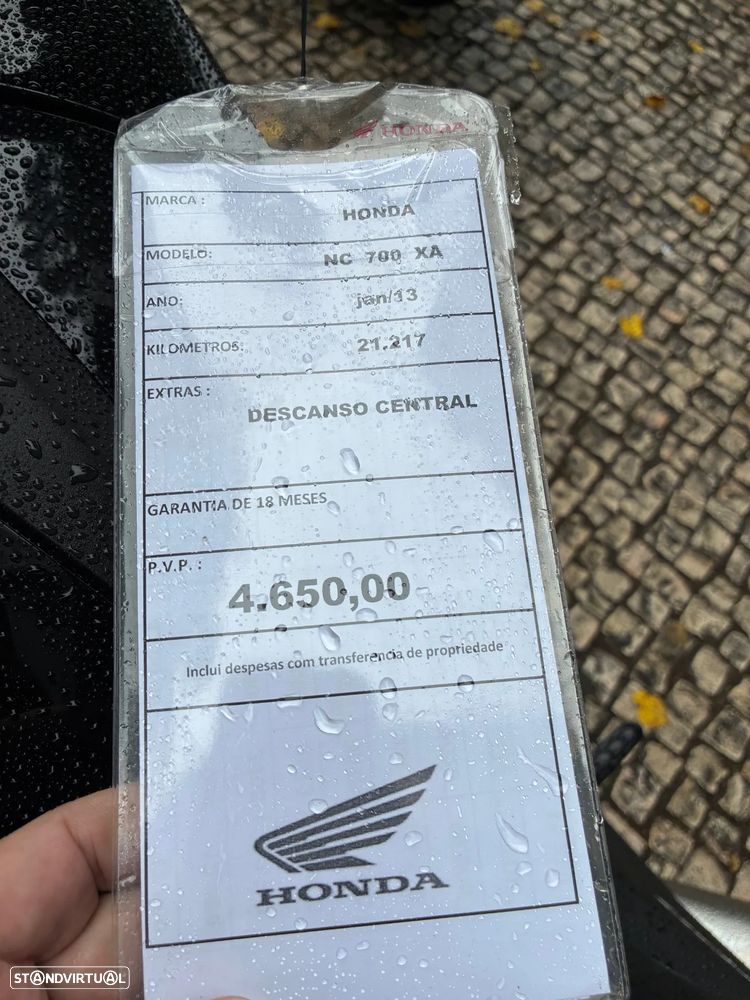 HONDA
MARCA : HONDA
MODELO: NC 700 XA
ANO: jan/13
KILOMETROS: 21.217
EXTRAS :
DESCANSO CENTRAL
GARANTIA DE 18 MESES
P.V.P. :
4.650,00
Inclui despesas com transferencia de propriedade
HONDA
STANDVIRTUAL